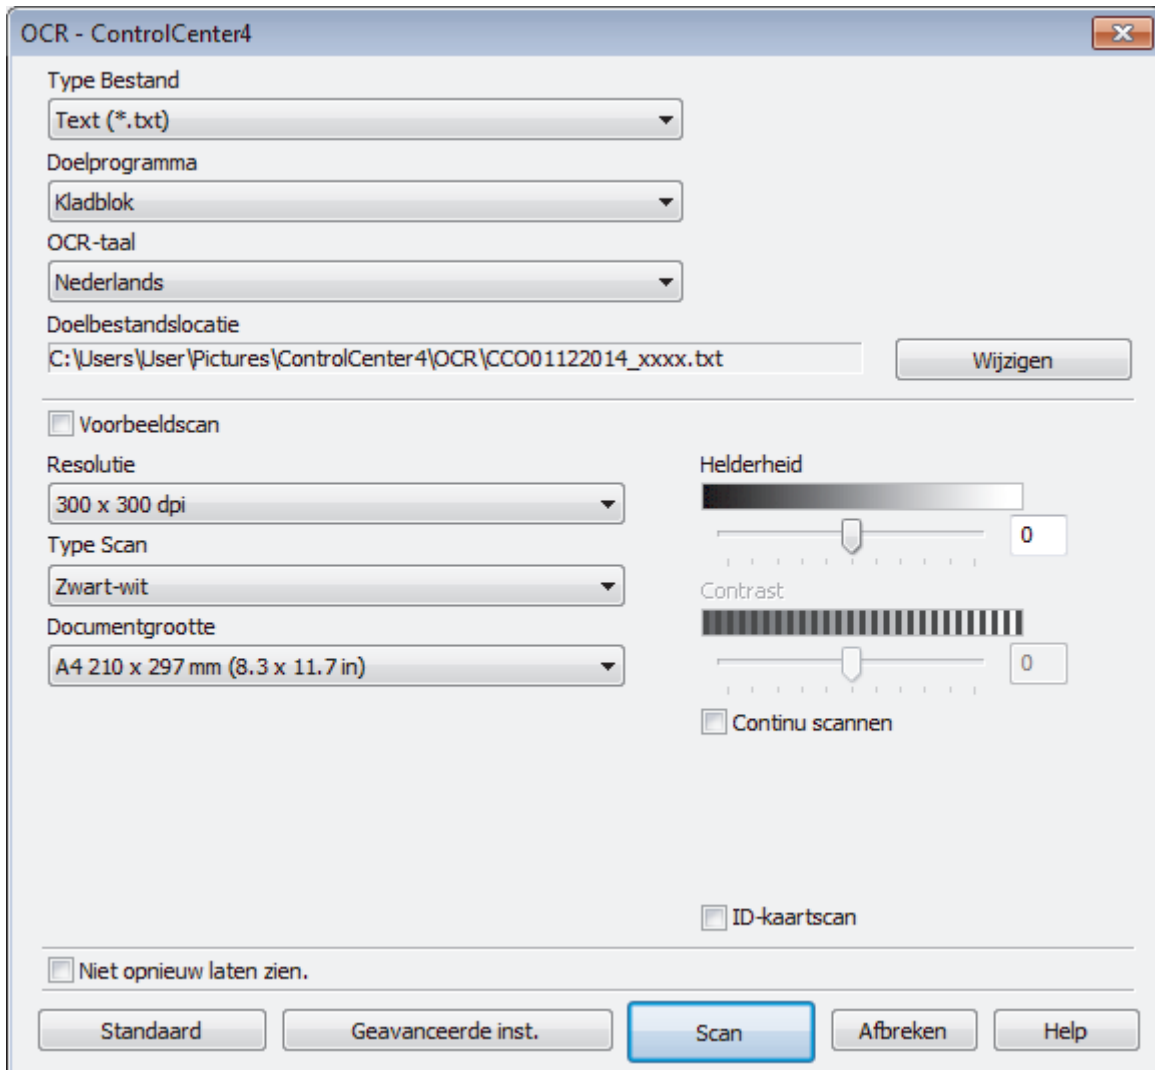 OCR - ControlCenter4
Type Bestand
Text (*.txt)
Doelprogramma
Kladblok
OCR-taal
Nederlands
Doelbestandslocatie
C:\Users\User\Pictures\ControlCenter4\OCR\CCO01122014_xxxx.txt
Wijzigen
Voorbeeldscan
Resolutie
300 x 300 dpi
Type Scan
Zwart-wit
Documentgrootte
A4 210 x 297 mm (8.3 x 11.7 in)
Helderheid
0
Contrast
0
Continu scannen
ID-kaartscan
Niet opnieuw laten zien.
Standaard Geavanceerde inst. Scan Afbreken Help